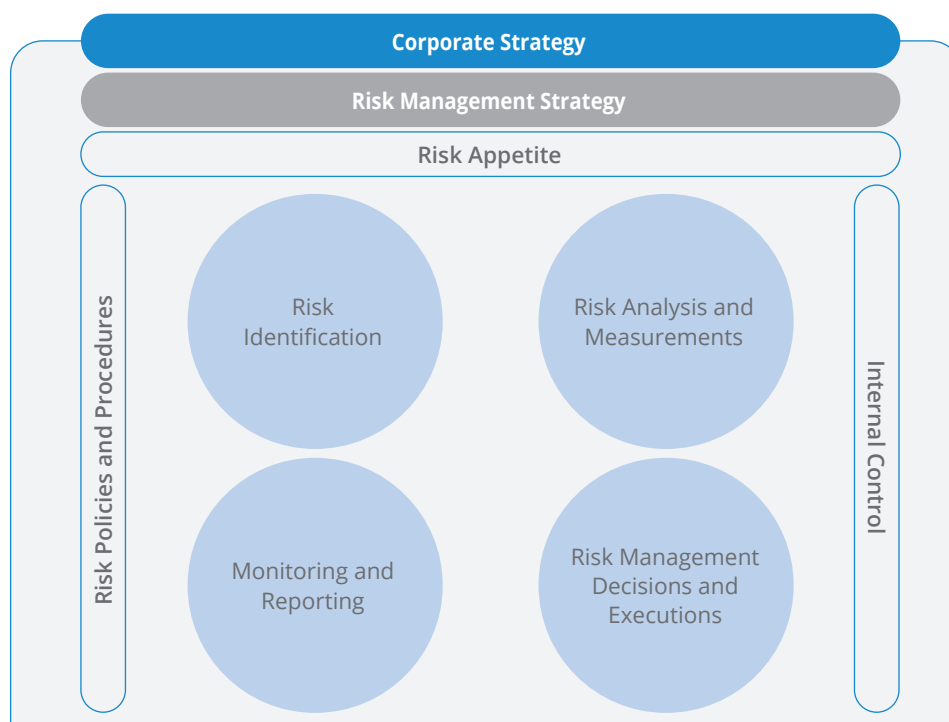 Corporate Strategy
Risk Management Strategy
Risk Appetite
Risk Policies and Procedures
Risk
Identification
Risk Analysis and
Measurements
Internal Control
Monitoring and
Reporting
Risk Management
Decisions and
Executions